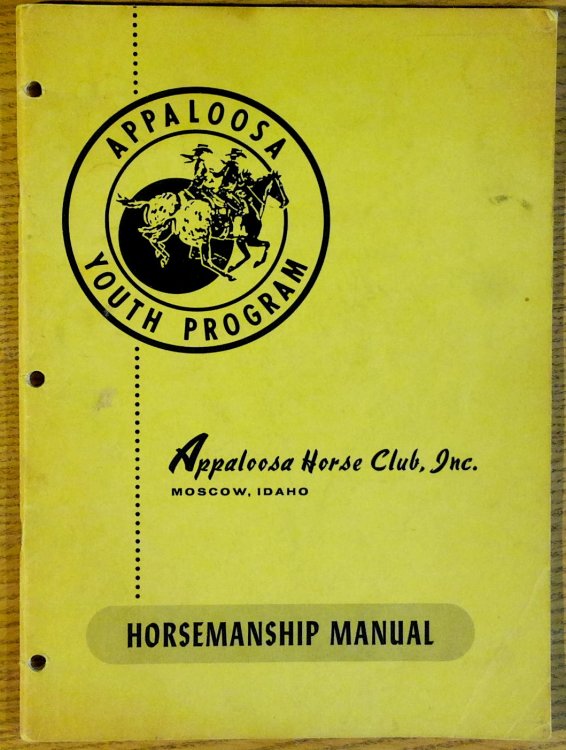 APPALOOSA
YOUTH PROGRAM
Appaloosa Horse Club, Inc.
MOSCOW, IDAHO
HORSEMANSHIP MANUAL